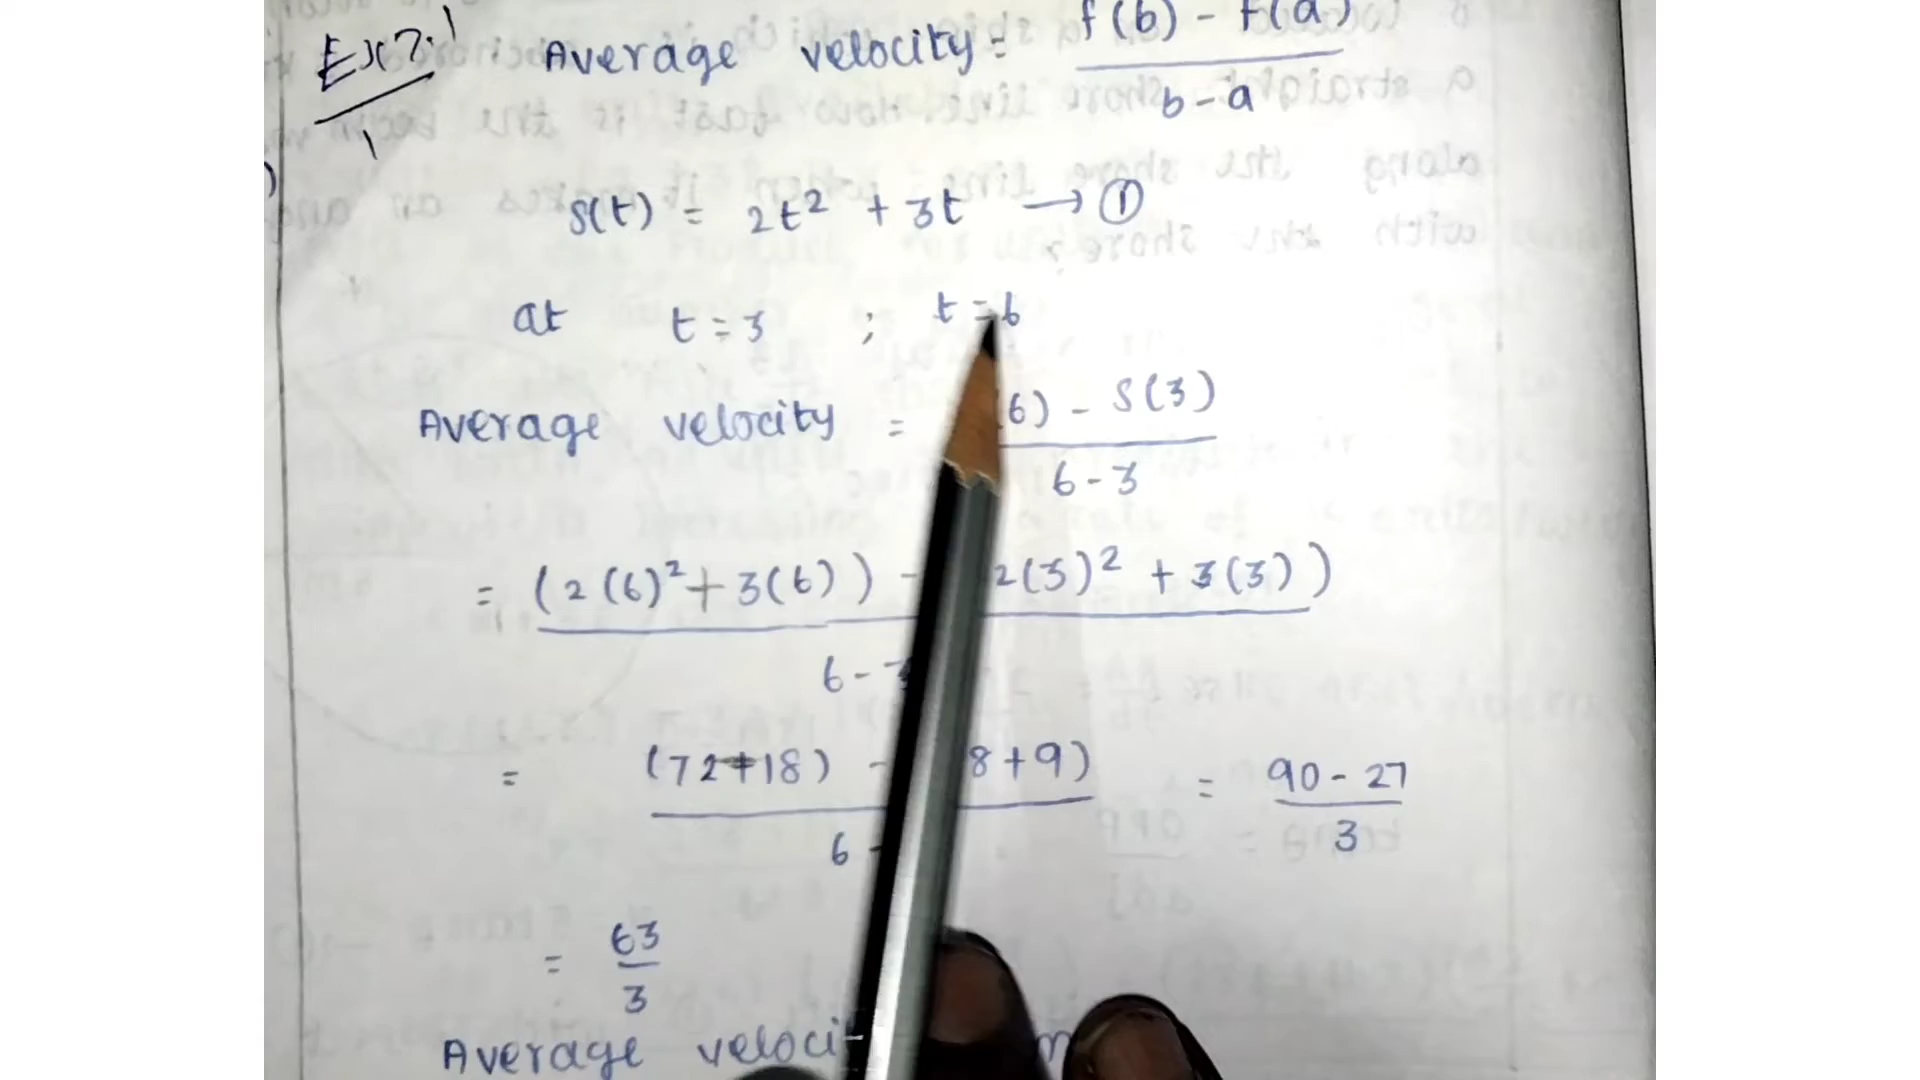 Ex 7.1 Average velocity = f(b) - f(a) / b - a
1)
s(t) = 2t² + 3t → ①
at t = 3 ; t = 6
Average velocity = (6) - S(3) / 6 - 3
= (2(6)² + 3(6)) - 2(3)² + 3(3)) / 6 - 3
= (72+18) - 8+9) / 6 - = 90 - 27 / 3
= 63 / 3
Average veloci